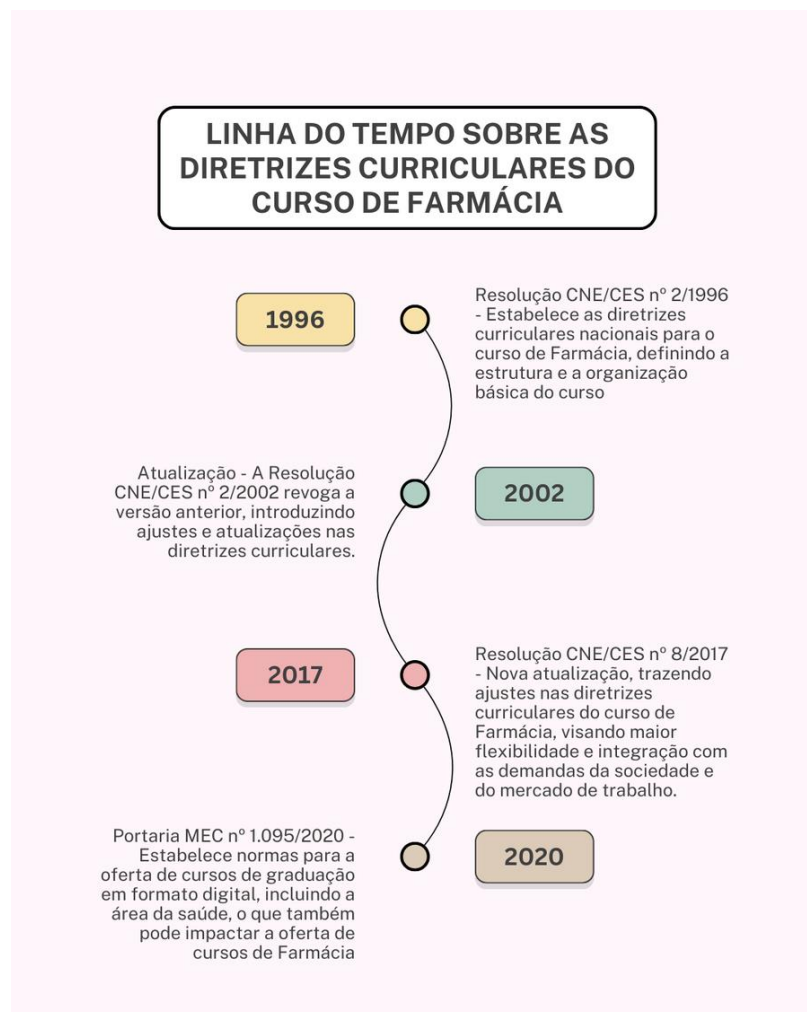 LINHA DO TEMPO SOBRE AS
DIRETRIZES CURRICULARES DO
CURSO DE FARMÁCIA
1996
Resolução CNE/CES nº 2/1996
- Estabelece as diretrizes
curriculares nacionais para o
curso de Farmácia, definindo a
estrutura e a organização
básica do curso
Atualização - A Resolução
CNE/CES nº 2/2002 revoga a
versão anterior, introduzindo
ajustes e atualizações nas
diretrizes curriculares.
2002
2017
Resolução CNE/CES nº 8/2017
- Nova atualização, trazendo
ajustes nas diretrizes
curriculares do curso de
Farmácia, visando maior
flexibilidade e integração com
as demandas da sociedade e
do mercado de trabalho.
Portaria MEC nº 1.095/2020 -
Estabelece normas para a
oferta de cursos de graduação
em formato digital, incluindo a
área da saúde, o que também
pode impactar a oferta de
cursos de Farmácia
2020